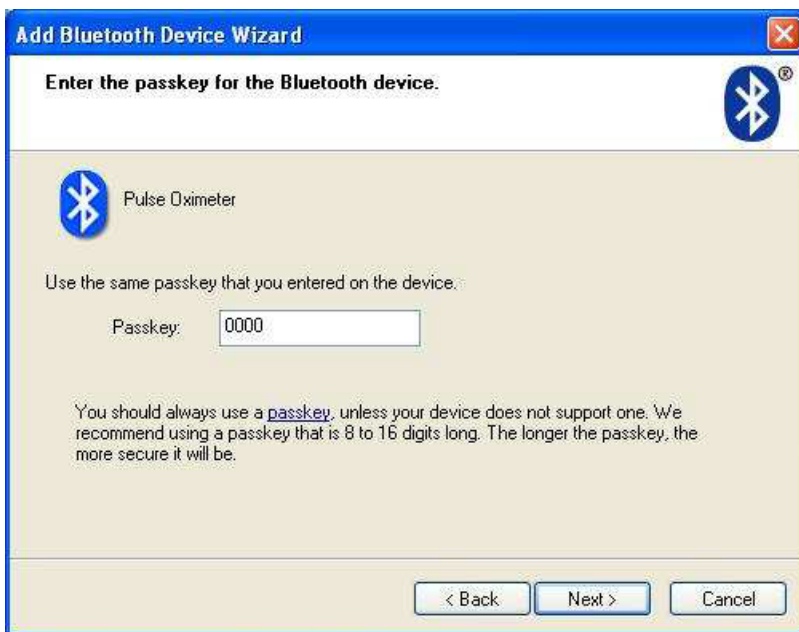 Add Bluetooth Device Wizard
Enter the passkey for the Bluetooth device.
®
Pulse Oximeter
Use the same passkey that you entered on the device.
Passkey: 0000
You should always use a passkey, unless your device does not support one. We
recommend using a passkey that is 8 to 16 digits long. The longer the passkey, the
more secure it will be.
< Back Next > Cancel